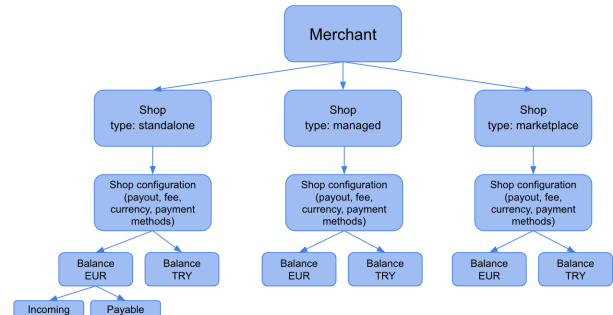 Merchant
Shop
type: standalone
Shop
type: managed
Shop
type: marketplace
Shop configuration
(payout, fee,
currency, payment
methods)
Shop configuration
(payout, fee,
currency, payment
methods)
Shop configuration
(payout, fee,
currency, payment
methods)
Balance
EUR
Balance
TRY
Balance
EUR
Balance
TRY
Balance
EUR
Balance
TRY
Incoming
Payable